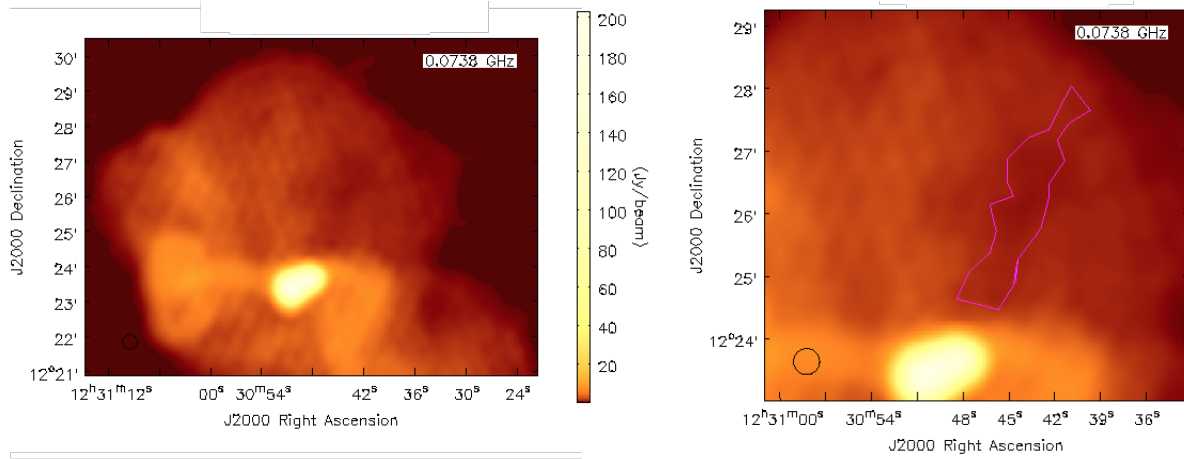 0.0738 GHz
30'
29'
28'
27'
26'
25'
24'
23'
22'
12°21'
J2000 Declination
12ʰ31ᵐ12ˢ 00ˢ 30ᵐ54ˢ 42ˢ 36ˢ 30ˢ 24ˢ
J2000 Right Ascension
200
180
160
140
120
100
80
60
40
20
(Jy/beam)
0.0738 GHz
29'
28'
27'
26'
25'
12°24'
J2000 Declination
12ʰ31ᵐ00ˢ 30ᵐ54ˢ 48ˢ 45ˢ 42ˢ 39ˢ 36ˢ
J2000 Right Ascension